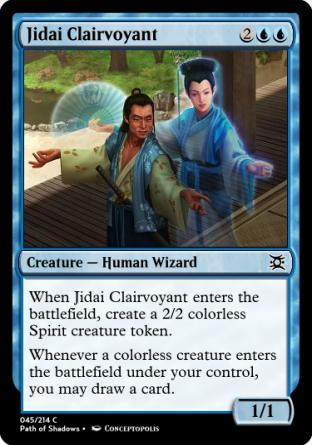 Jidai Clairvoyant 2
Creature — Human Wizard
When Jidai Clairvoyant enters the
battlefield, create a 2/2 colorless
Spirit creature token.
Whenever a colorless creature enters
the battlefield under your control,
you may draw a card.
1/1
045/214 C
Path of Shadows • Conceptopolis